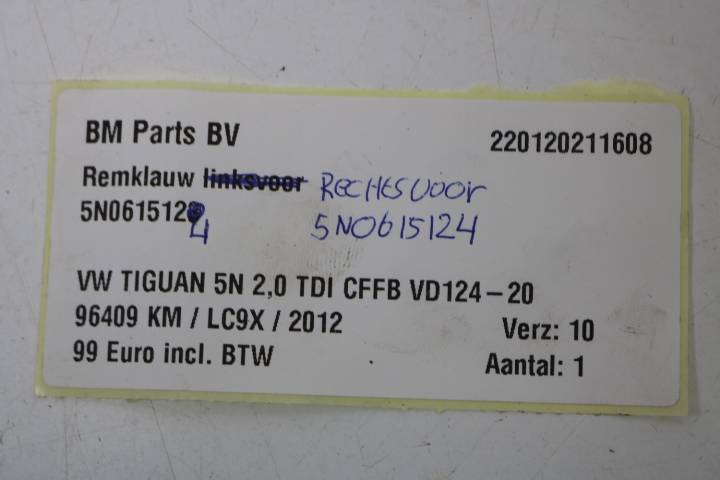 BM Parts BV 220120211608
Remklauw linksvoor RECHTSVOOR
5N0615124 5N0615124
VW TIGUAN 5N 2,0 TDI CFFB VD124-20
96409 KM / LC9X / 2012 Verz: 10
99 Euro incl. BTW Aantal: 1